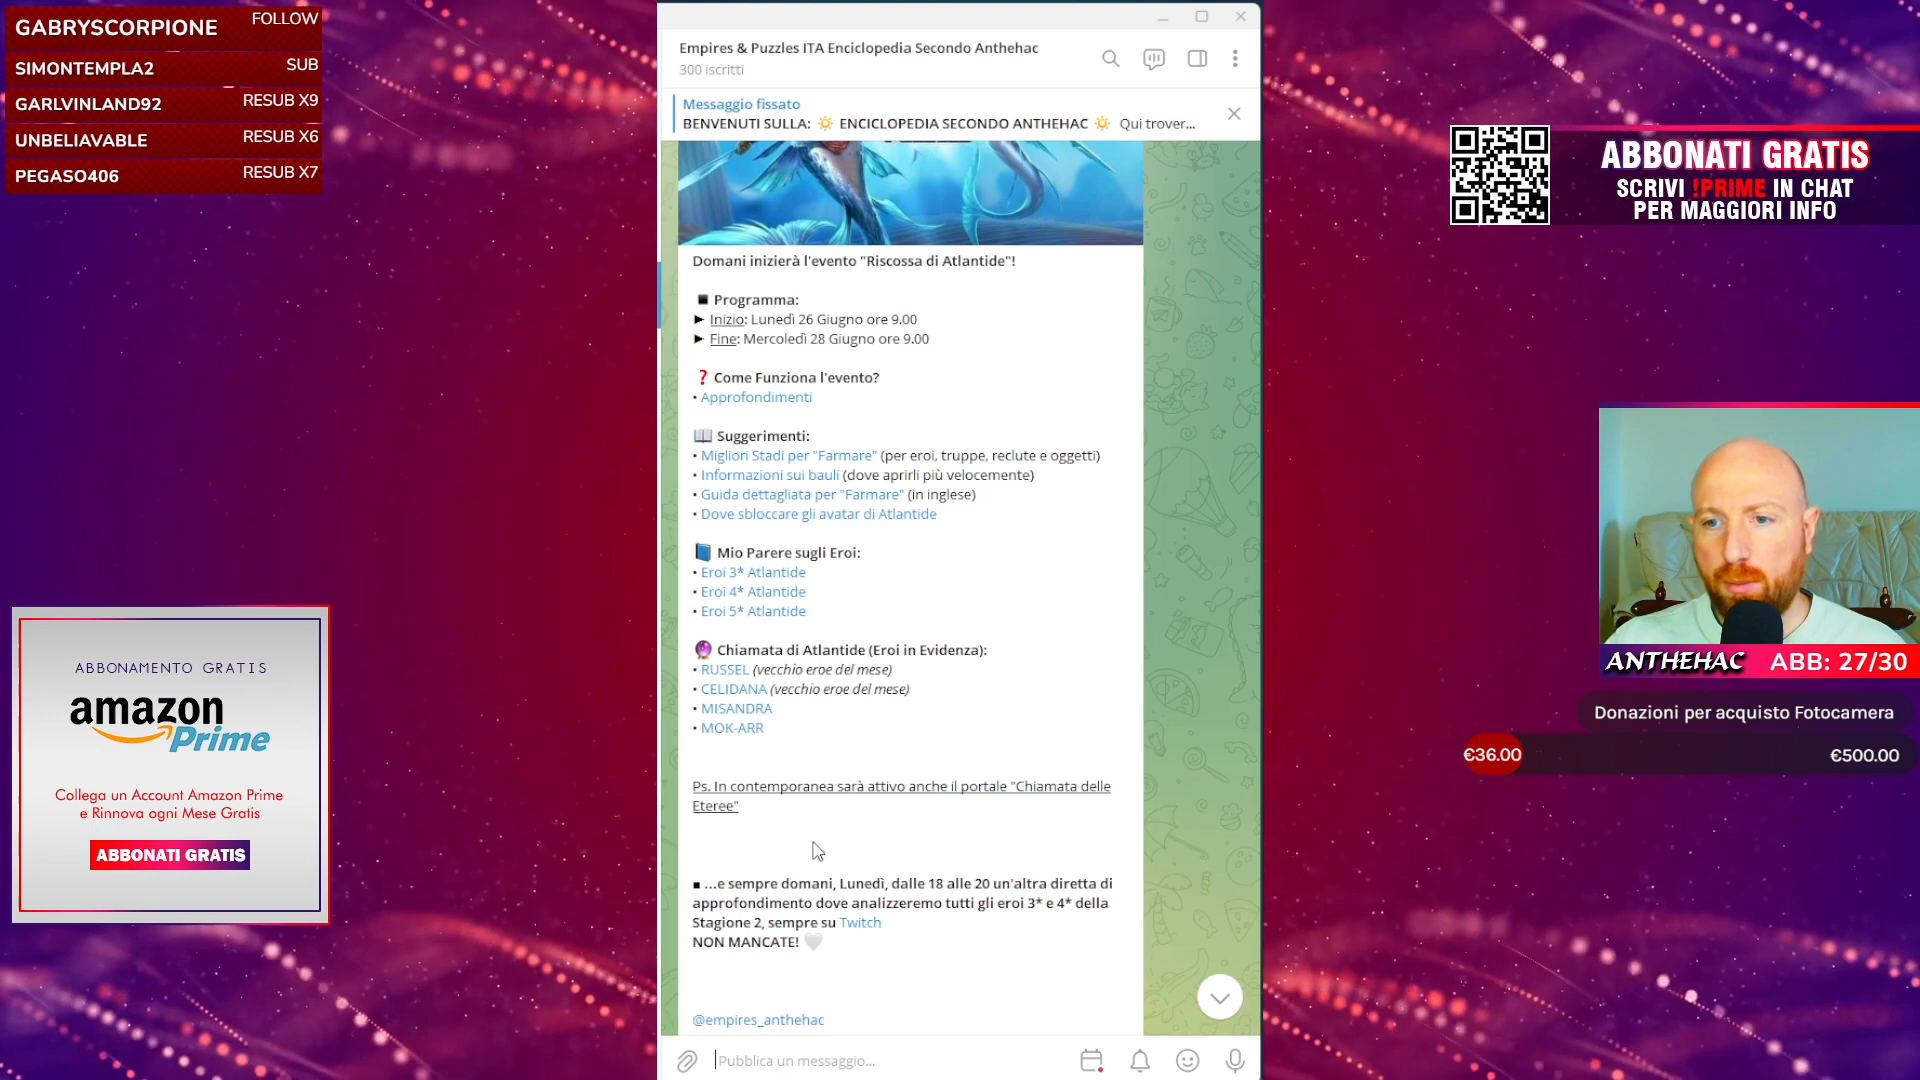 GABRYSCORPIONE FOLLOW
SIMONTEMPLA2 SUB
GARLVINLAND92 RESUB X9
UNBELIAVABLE RESUB X6
PEGASO406 RESUB X7
ABBONAMENTO GRATIS
amazon
Prime
Collega un Account Amazon Prime
e Rinnova ogni Mese Gratis
ABBONATI GRATIS
Empires & Puzzles ITA Enciclopedia Secondo Anthehac
300 iscritti
Messaggio fissato
BENVENUTI SULLA: ☀️ ENCICLOPEDIA SECONDO ANTHEHAC ☀️ Qui trover...
Domani inizierà l'evento "Riscossa di Atlantide"!
◾ Programma:
► Inizio: Lunedì 26 Giugno ore 9.00
► Fine: Mercoledì 28 Giugno ore 9.00
❓ Come Funziona l'evento?
• Approfondimenti
📖 Suggerimenti:
• Migliori Stadi per "Farmare" (per eroi, truppe, reclute e oggetti)
• Informazioni sui bauli (dove aprirli più velocemente)
• Guida dettagliata per "Farmare" (in inglese)
• Dove sbloccare gli avatar di Atlantide
📘 Mio Parere sugli Eroi:
• Eroi 3* Atlantide
• Eroi 4* Atlantide
• Eroi 5* Atlantide
🔮 Chiamata di Atlantide (Eroi in Evidenza):
• RUSSEL (vecchio eroe del mese)
• CELIDANA (vecchio eroe del mese)
• MISANDRA
• MOK-ARR
Ps. In contemporanea sarà attivo anche il portale "Chiamata delle
Eteree"
▪ ...e sempre domani, Lunedì, dalle 18 alle 20 un'altra diretta di
approfondimento dove analizzeremo tutti gli eroi 3* e 4* della
Stagione 2, sempre su Twitch
NON MANCATE! 🤍
@empires_anthehac
Pubblica un messaggio...
ABBONATI GRATIS
SCRIVI !PRIME IN CHAT
PER MAGGIORI INFO
ANTHEHAC ABB: 27/30
Donazioni per acquisto Fotocamera
€36.00 €500.00